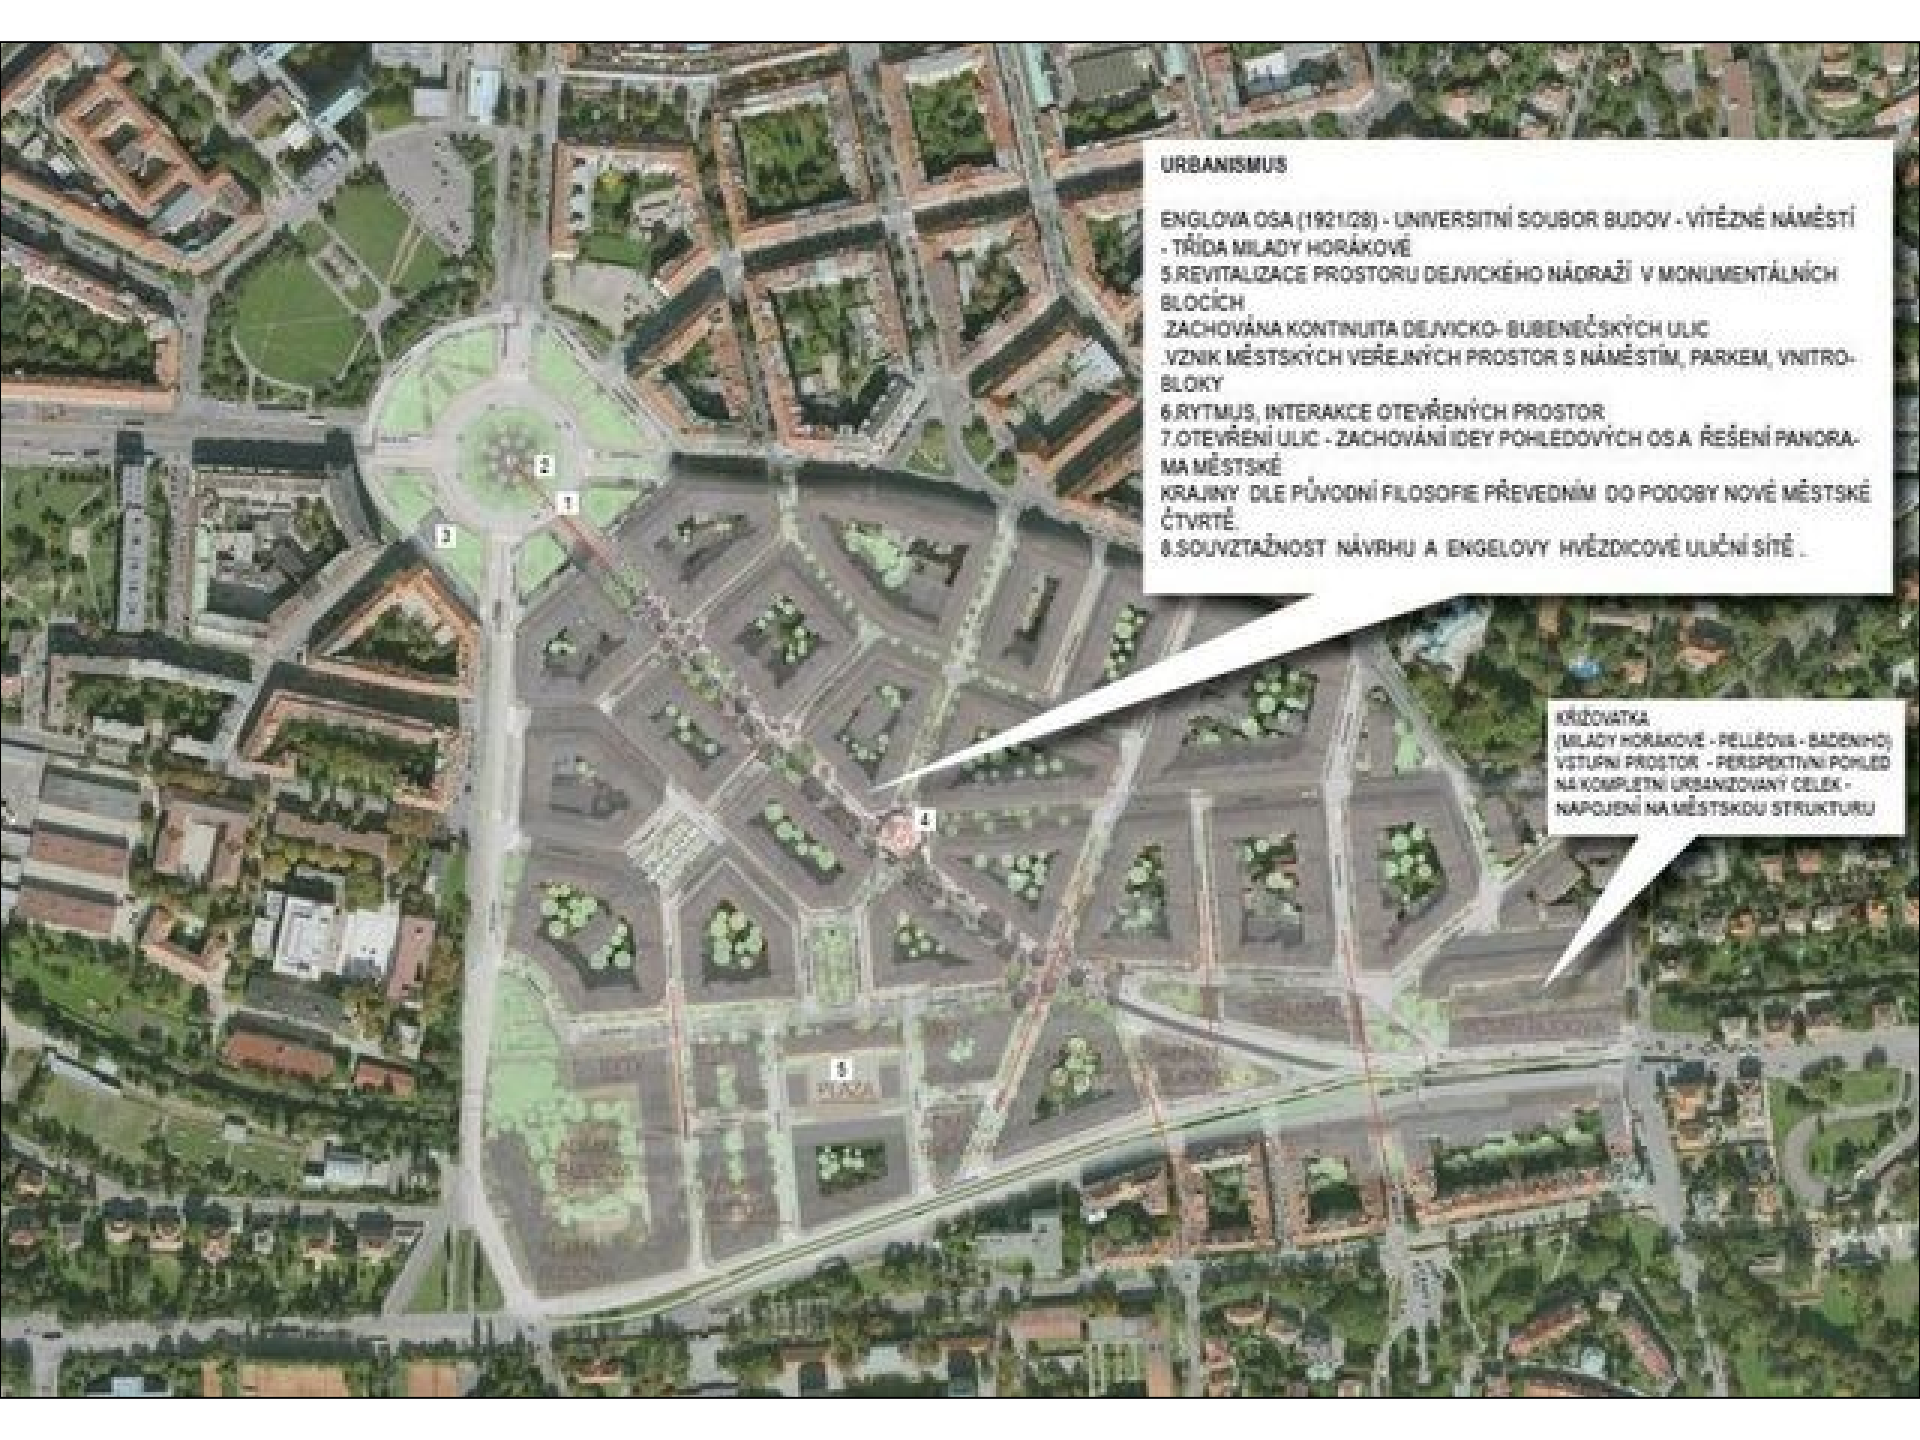 URBANISMUS
ENGLOVA OSA (1921/28) - UNIVERSITNÍ SOUBOR BUDOV - VÍTĚZNÉ NÁMĚSTÍ
- TŘÍDA MILADY HORÁKOVÉ
5.REVITALIZACE PROSTORU DEJVICKÉHO NÁDRAŽÍ V MONUMENTÁLNÍCH
BLOCÍCH
.ZACHOVÁNA KONTINUITA DEJVICKO- BUBENEČSKÝCH ULIC
.VZNIK MĚSTSKÝCH VEŘEJNÝCH PROSTOR S NÁMĚSTÍM, PARKEM, VNITRO-
BLOKY
6.RYTMUS, INTERAKCE OTEVŘENÝCH PROSTOR
7.OTEVŘENÍ ULIC - ZACHOVÁNÍ IDEY POHLEDOVÝCH OS A ŘEŠENÍ PANORA-
MA MĚSTSKÉ
KRAJINY DLE PŮVODNÍ FILOSOFIE PŘEVEDNÍM DO PODOBY NOVÉ MĚSTSKÉ
ČTVRTĚ.
8.SOUVZTAŽNOST NÁVRHU A ENGELOVY HVĚZDICOVÉ ULIČNÍ SÍTĚ .
2
1
3
4
KŘIŽOVATKA
(MILADY HORÁKOVÉ - PELLÉOVA - BADENIHO)
VSTUPNÍ PROSTOR - PERSPEKTIVNÍ POHLED
NA KOMPLETNÍ URBANIZOVANÝ CELEK -
NAPOJENÍ NA MĚSTSKOU STRUKTURU
PLAZA